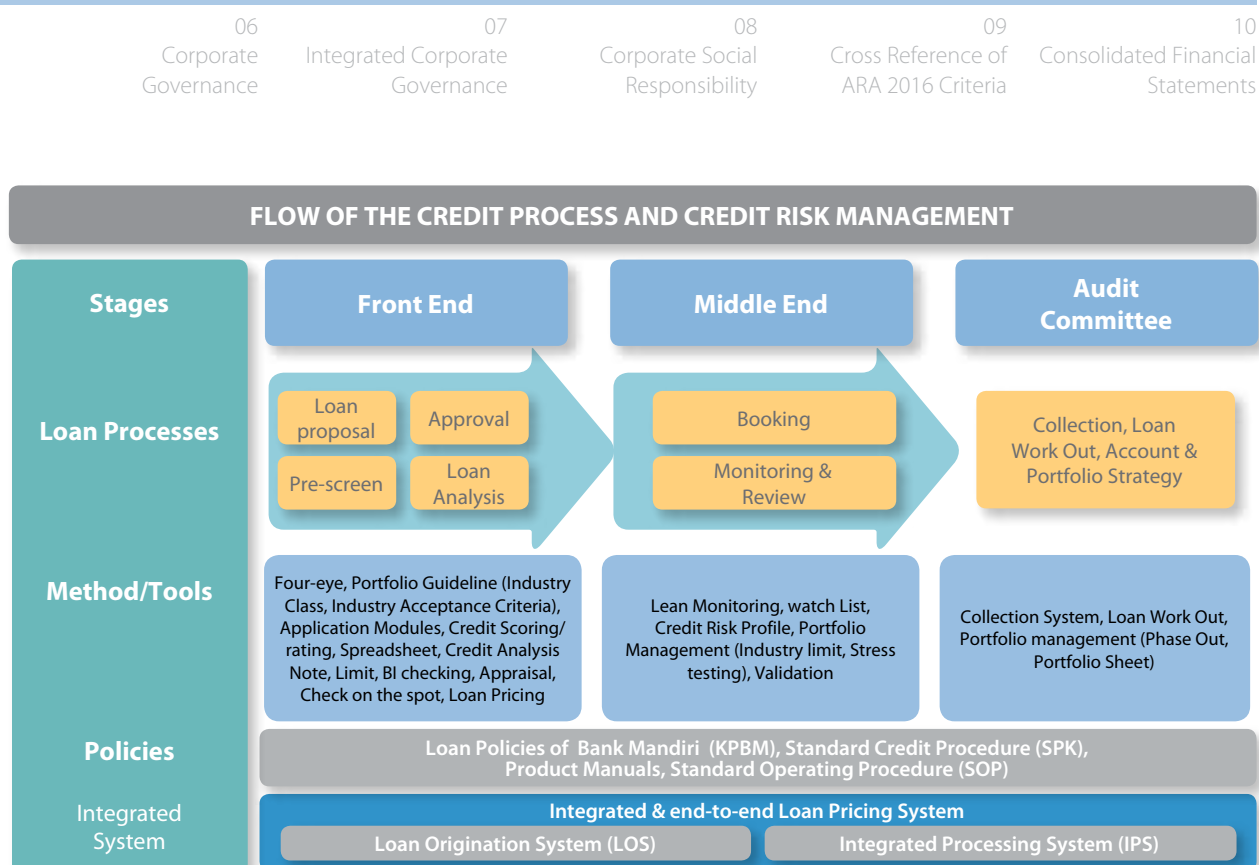 06
Corporate
Governance
07
Integrated Corporate
Governance
08
Corporate Social
Responsibility
09
Cross Reference of
ARA 2016 Criteria
10
Consolidated Financial
Statements
FLOW OF THE CREDIT PROCESS AND CREDIT RISK MANAGEMENT
Stages
Front End
Middle End
Audit
Committee
Loan Processes
Loan
proposal
Approval
Pre-screen
Loan
Analysis
Booking
Monitoring &
Review
Collection, Loan
Work Out, Account &
Portfolio Strategy
Method/Tools
Four-eye, Portfolio Guideline (Industry
Class, Industry Acceptance Criteria),
Application Modules, Credit Scoring/
rating, Spreadsheet, Credit Analysis
Note, Limit, BI checking, Appraisal,
Check on the spot, Loan Pricing
Lean Monitoring, watch List,
Credit Risk Profile, Portfolio
Management (Industry limit, Stress
testing), Validation
Collection System, Loan Work Out,
Portfolio management (Phase Out,
Portfolio Sheet)
Policies
Loan Policies of Bank Mandiri (KPBM), Standard Credit Procedure (SPK),
Product Manuals, Standard Operating Procedure (SOP)
Integrated
System
Integrated & end-to-end Loan Pricing System
Loan Origination System (LOS)
Integrated Processing System (IPS)